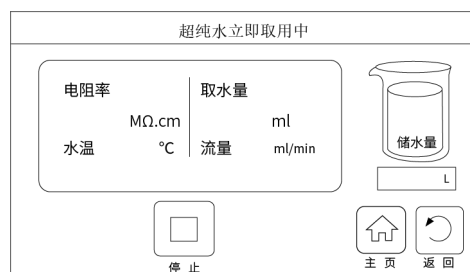 超纯水立即取用中
电阻率 取水量
MΩ.cm ml
水温 ℃ 流量 ml/min
储水量
L
停 止
主 页 返 回